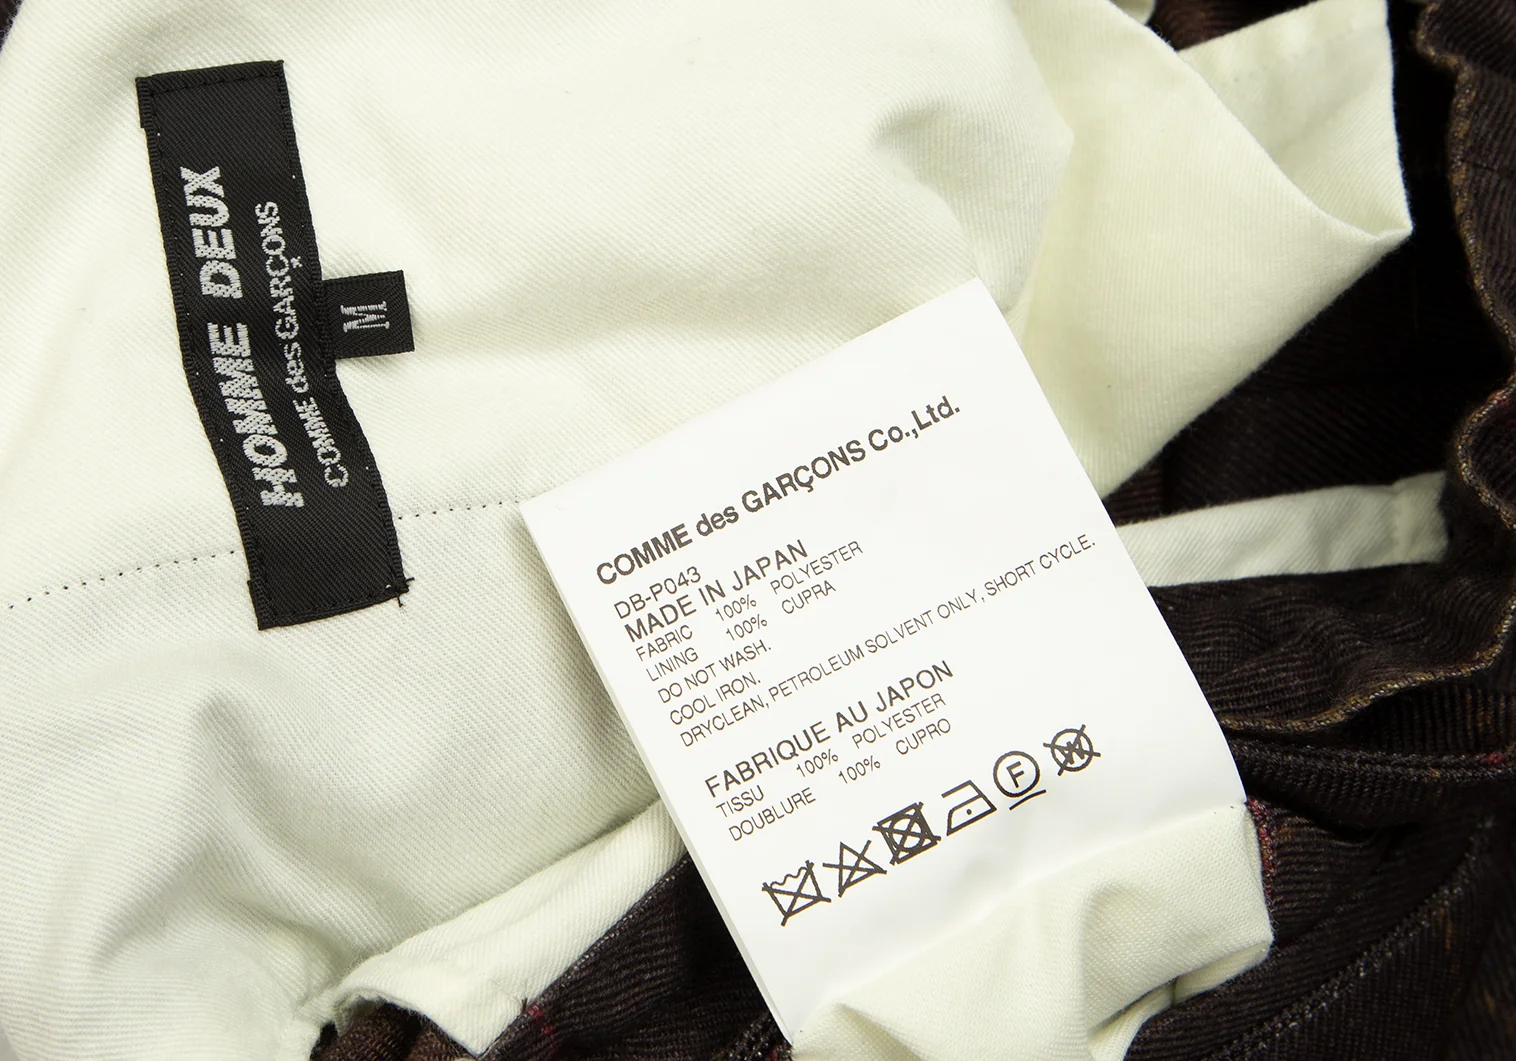 HOMME DEUX
COMME des GARÇONS
M
COMME des GARÇONS Co.,Ltd.
DB-P043
MADE IN JAPAN
FABRIC 100% POLYESTER
LINING 100% CUPRA
DO NOT WASH.
COOL IRON.
DRYCLEAN, PETROLEUM SOLVENT ONLY, SHORT CYCLE.
FABRIQUE AU JAPON
TISSU 100% POLYESTER
DOUBLURE 100% CUPRO
F
W